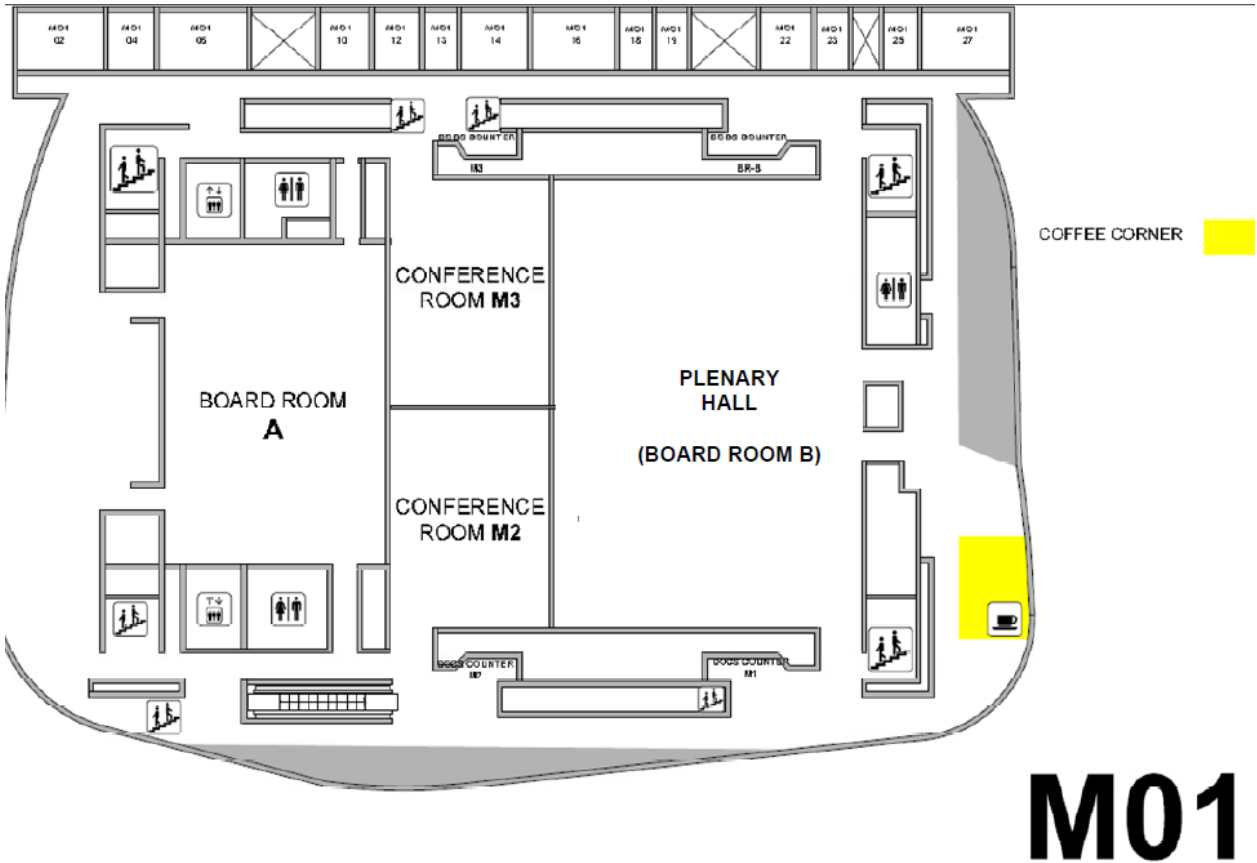 M01
02
M01
04
M01
05
M01
10
M01
12
M01
13
M01
14
M01
16
M01
18
M01
19
M01
22
M01
23
M01
25
M01
27
DOCS COUNTER
M3
DOCS COUNTER
BR-B
COFFEE CORNER
CONFERENCE
ROOM M3
PLENARY
HALL
(BOARD ROOM B)
BOARD ROOM
A
CONFERENCE
ROOM M2
DOCS COUNTER
M2
DOCS COUNTER
M1
M01